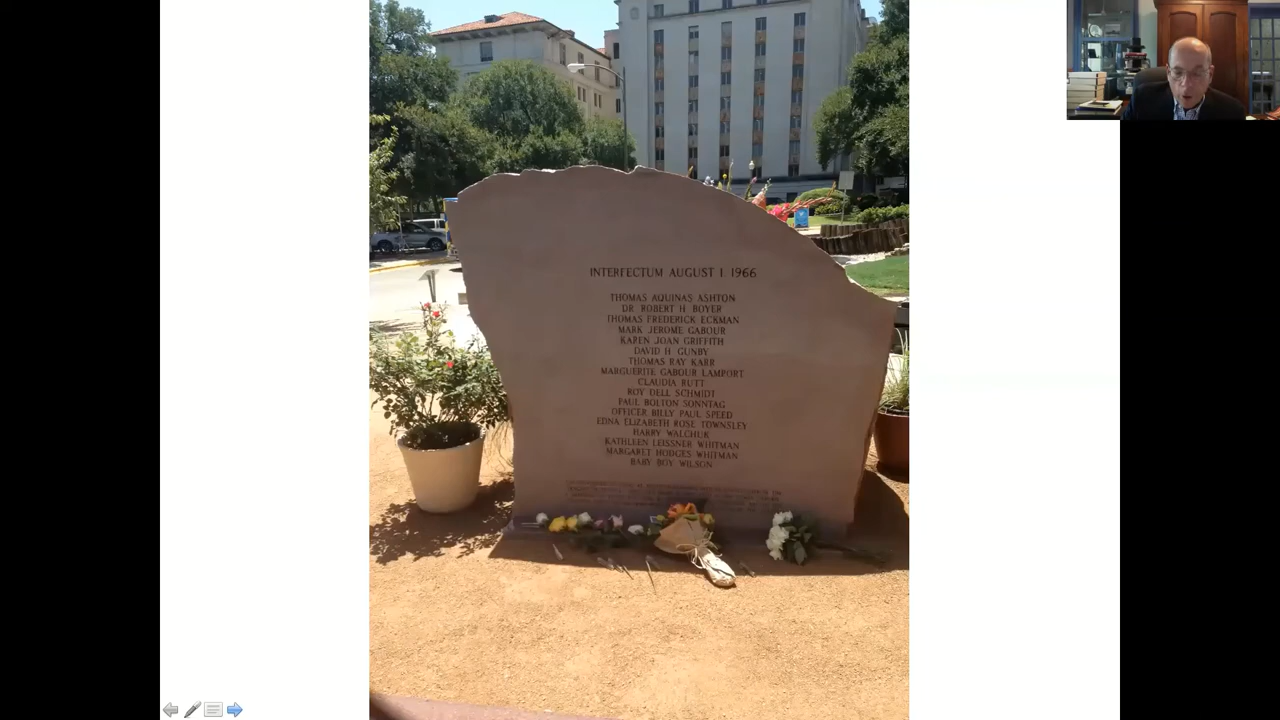 INTERFECTUM AUGUST 1 1966
THOMAS AQUINAS ASHTON
DR ROBERT H BOYER
THOMAS FREDERICK ECKMAN
MARK JEROME GABOUR
KAREN JOAN GRIFFITH
DAVID H GUNBY
THOMAS RAY KARR
MARGUERITE GABOUR LAMPORT
CLAUDIA RUTT
ROY DELL SCHMIDT
PAUL BOLTON SONNTAG
OFFICER BILLY PAUL SPEED
EDNA ELIZABETH ROSE TOWNSLEY
HARRY WALCHUK
KATHLEEN LEISSNER WHITMAN
MARGARET HODGES WHITMAN
BABY BOY WILSON